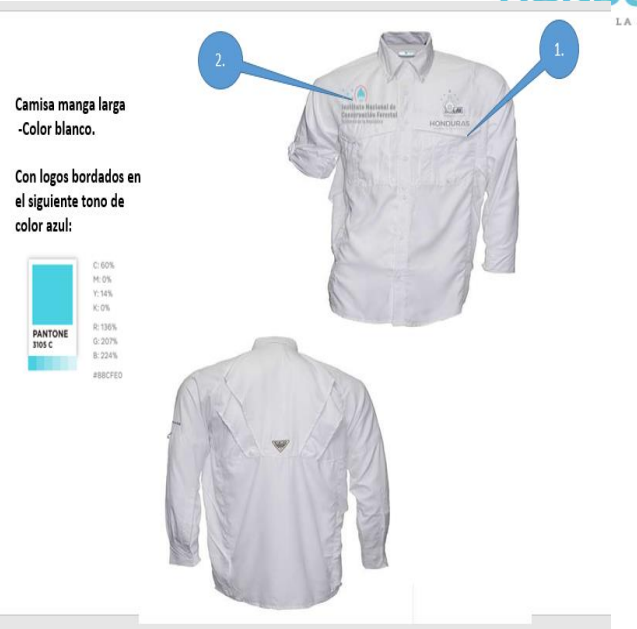 L A
2.
1.
Camisa manga larga
-Color blanco.
Con logos bordados en
el siguiente tono de
color azul:
Instituto Nacional de
Conservación Forestal
HONDURAS
PANTONE
3105 C
C: 60%
M: 0%
Y: 14%
K: 0%
R: 136%
G: 207%
B: 224%
#88CFE0